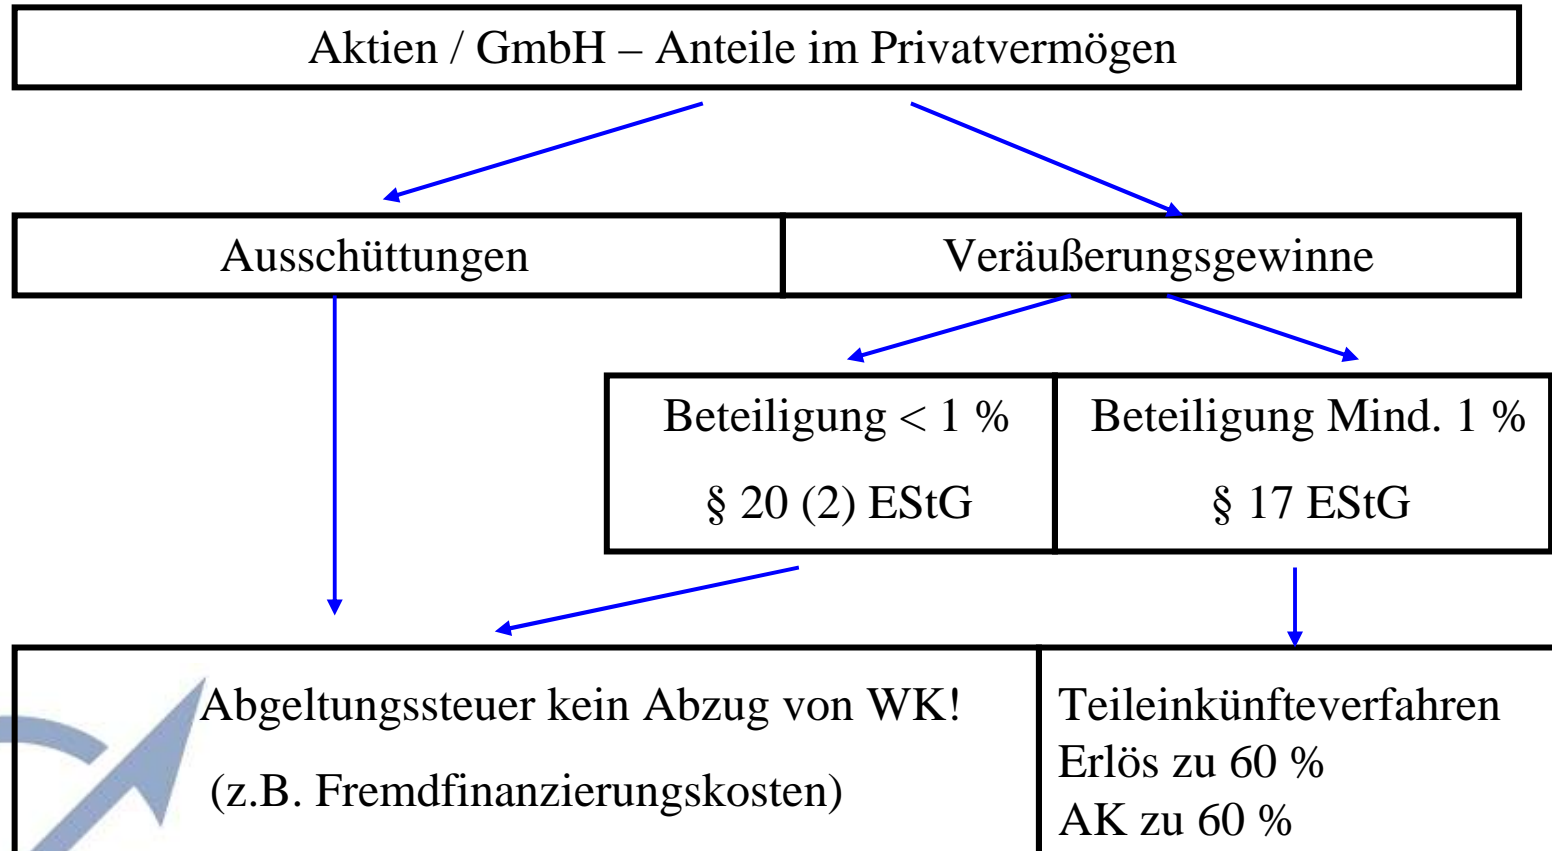 Aktien / GmbH – Anteile im Privatvermögen
Ausschüttungen
Veräußerungsgewinne
Beteiligung < 1 %
§ 20 (2) EStG
Beteiligung Mind. 1 %
§ 17 EStG
Abgeltungssteuer kein Abzug von WK!
(z.B. Fremdfinanzierungskosten)
Teileinkünfteverfahren
Erlös zu 60 %
AK zu 60 %